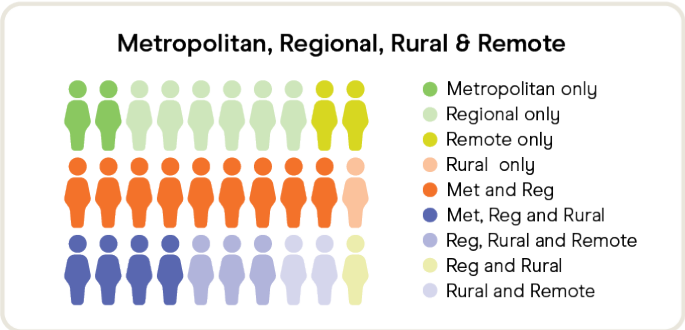 Metropolitan, Regional, Rural & Remote
Metropolitan only
Regional only
Remote only
Rural only
Met and Reg
Met, Reg and Rural
Reg, Rural and Remote
Reg and Rural
Rural and Remote